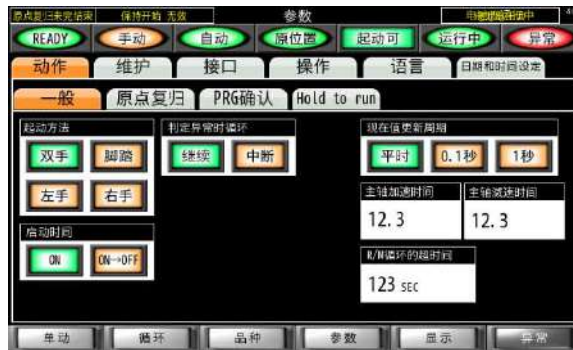 原点复归未完结束 保持开始 无效 参数
READY 手动 自动 原位置 起动可 运行中 异常
动作 维护 接口 操作 语言 日期和时间设定
一般 原点复归 PRG确认 Hold to run
起动方法 判定异常时循环 现在值更新周期
双手 脚踏 继续 中断 平时 0.1秒 1秒
左手 右手 主轴加速时间 主轴减速时间
12.3 12.3
启动时间
ON ON→OFF R/M循环的超时间
123 SEC
单动 循环 品种 参数 显示 异常